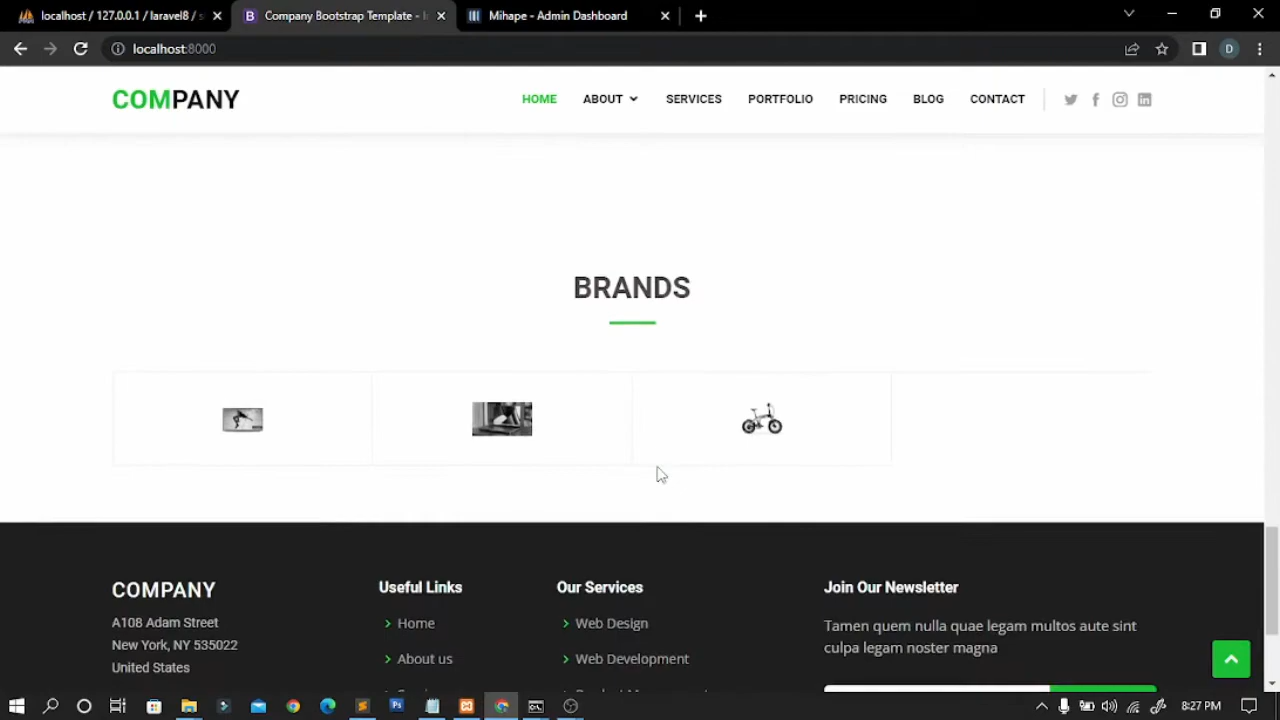 localhost / 127.0.0.1 / laravel8 / s
Company Bootstrap Template - I
Mihape - Admin Dashboard
localhost:8000
D
COMPANY
HOME
ABOUT
SERVICES
PORTFOLIO
PRICING
BLOG
CONTACT
BRANDS
COMPANY
A108 Adam Street
New York, NY 535022
United States
Useful Links
Home
About us
Our Services
Web Design
Web Development
Join Our Newsletter
Tamen quem nulla quae legam multos aute sint
culpa legam noster magna
8:27 PM